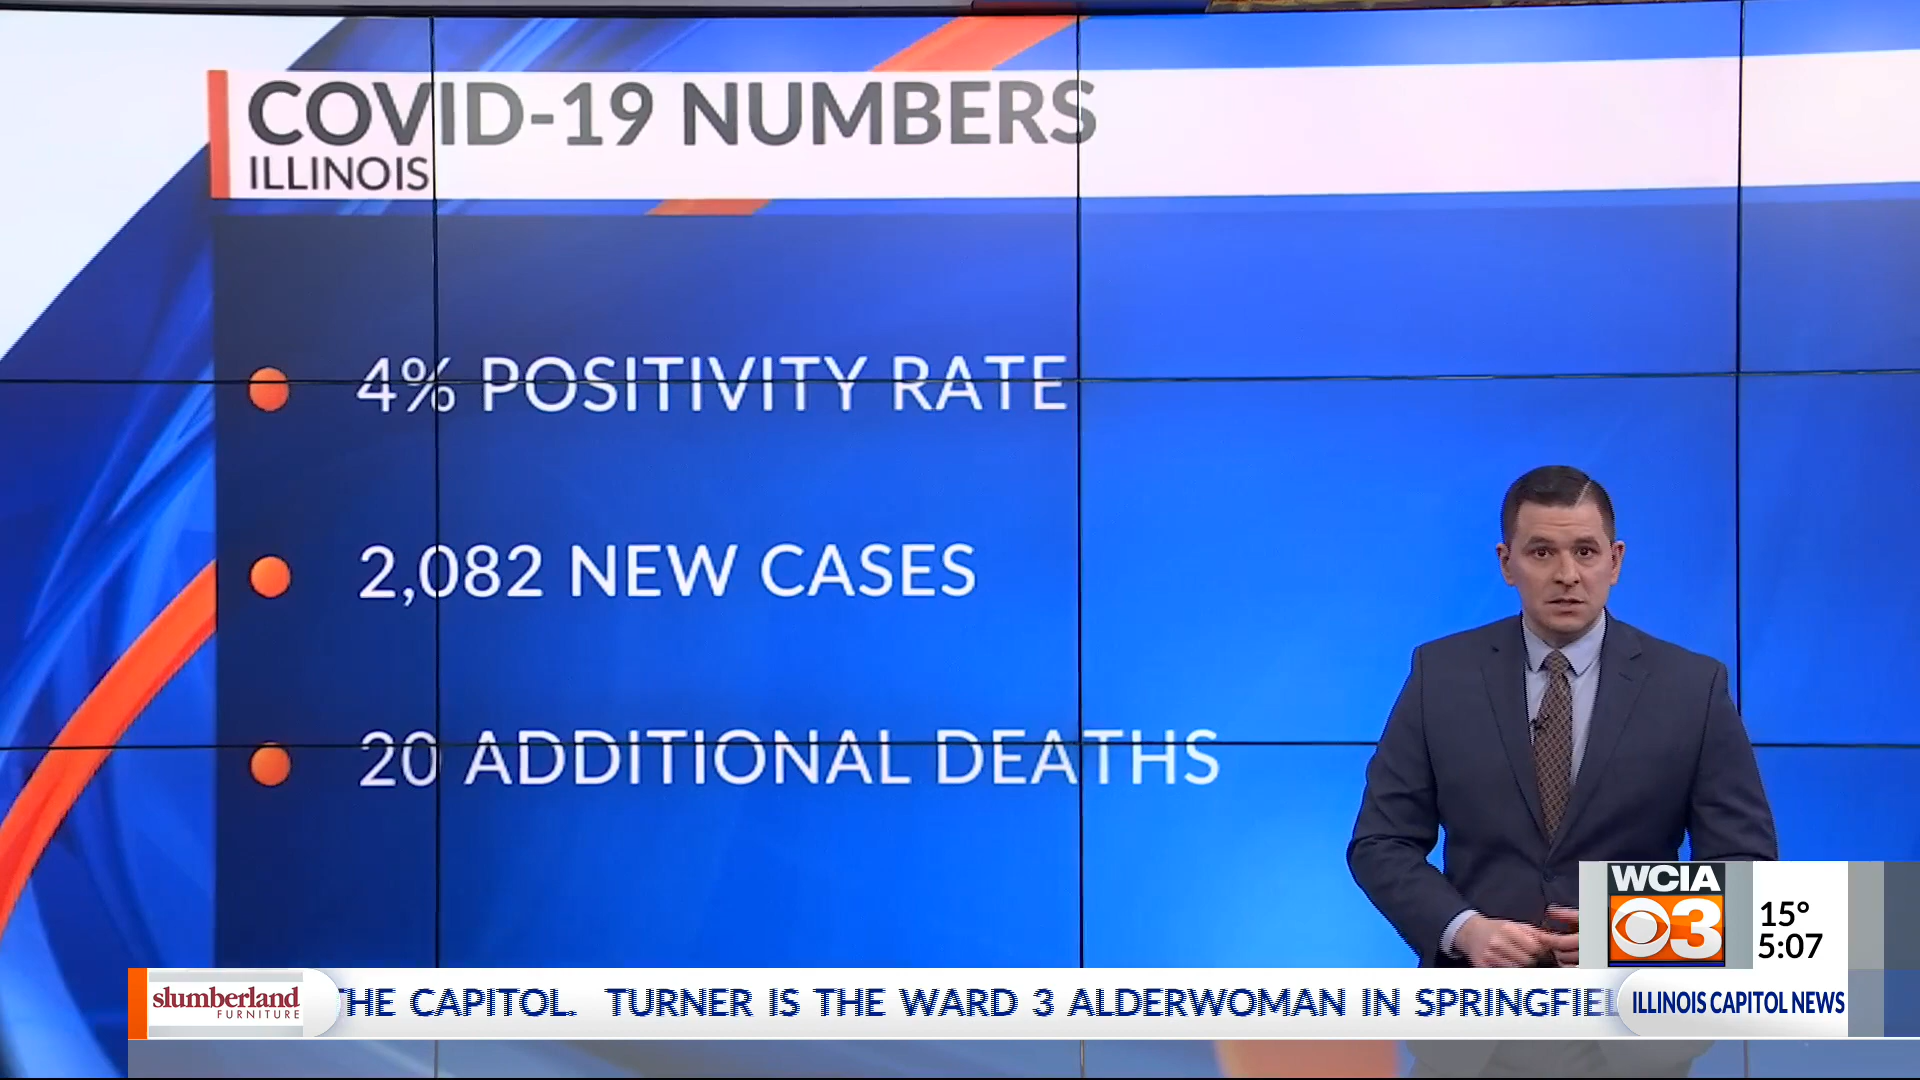 COVID-19 NUMBERS
ILLINOIS
4% POSITIVITY RATE
2,082 NEW CASES
20 ADDITIONAL DEATHS
WCIA
3
15°
5:07
slumberland
FURNITURE
THE CAPITOL. TURNER IS THE WARD 3 ALDERWOMAN IN SPRINGFIEL
ILLINOIS CAPITOL NEWS